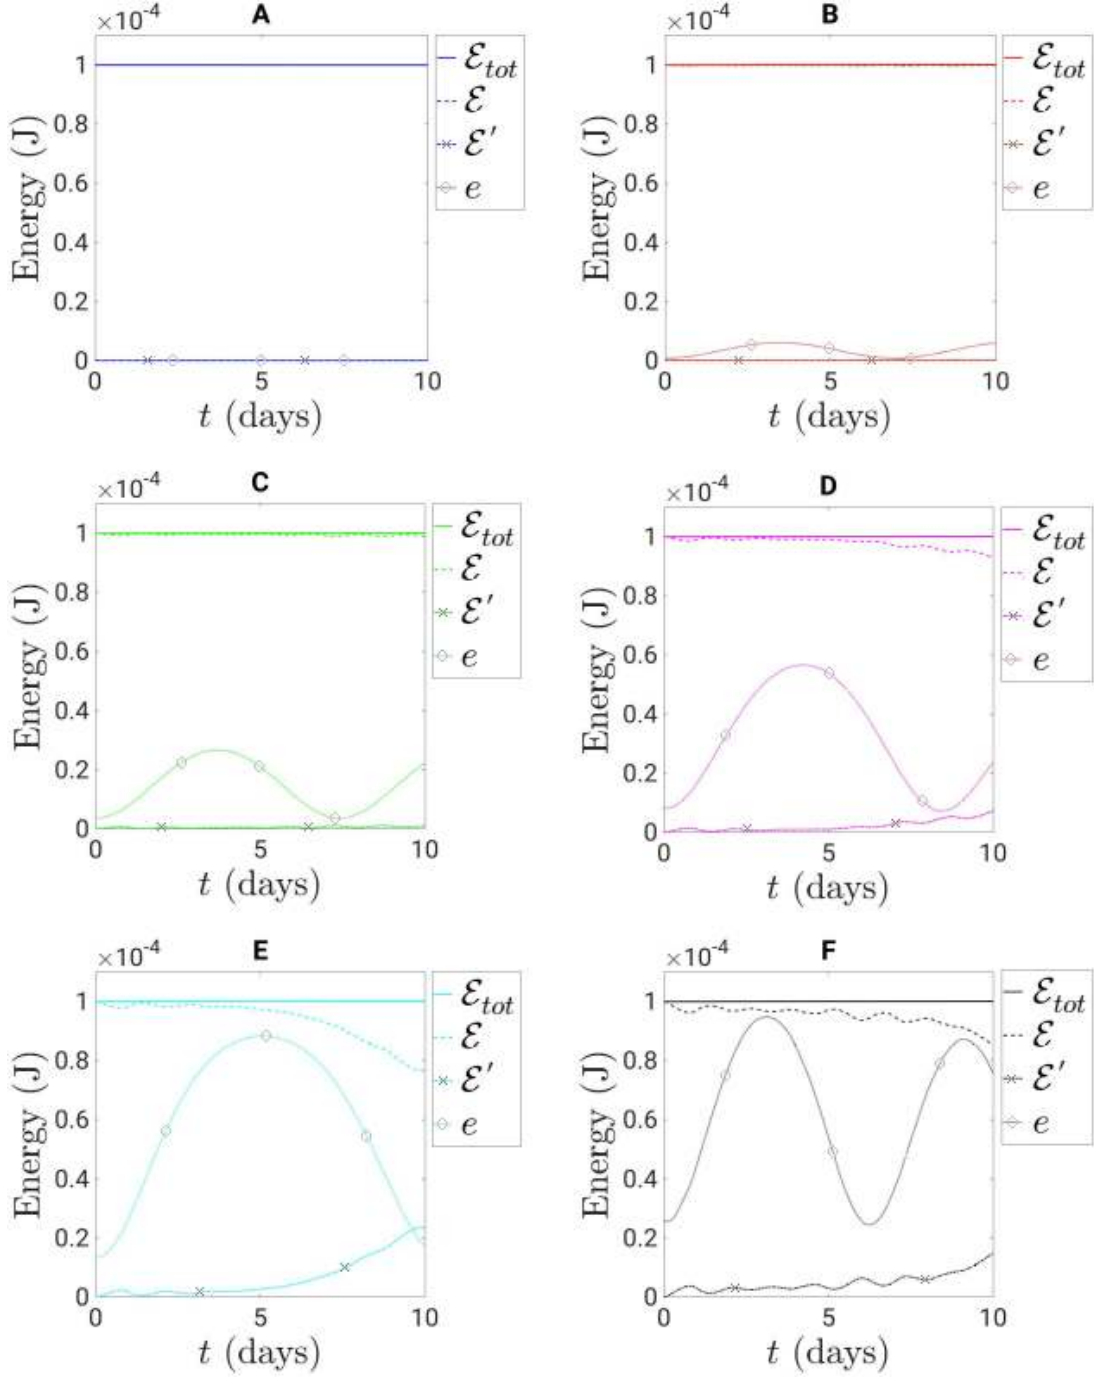 A
×10⁻⁴
1
0.8
0.6
0.4
0.2
0
0 5 10
Energy (J)
t (days)
ℰtot
ℰ
ℰ′
e
B
×10⁻⁴
1
0.8
0.6
0.4
0.2
0
0 5 10
Energy (J)
t (days)
ℰtot
ℰ
ℰ′
e
C
×10⁻⁴
1
0.8
0.6
0.4
0.2
0
0 5 10
Energy (J)
t (days)
ℰtot
ℰ
ℰ′
e
D
×10⁻⁴
1
0.8
0.6
0.4
0.2
0
0 5 10
Energy (J)
t (days)
ℰtot
ℰ
ℰ′
e
E
×10⁻⁴
1
0.8
0.6
0.4
0.2
0
0 5 10
Energy (J)
t (days)
ℰtot
ℰ
ℰ′
e
F
×10⁻⁴
1
0.8
0.6
0.4
0.2
0
0 5 10
Energy (J)
t (days)
ℰtot
ℰ
ℰ′
e